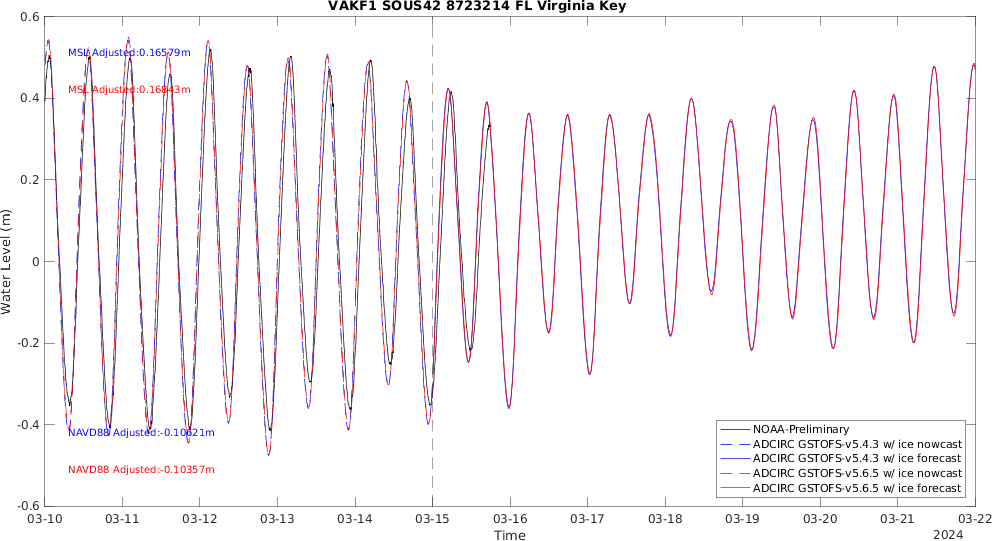 VAKF1 SOUS42 8723214 FL Virginia Key
0.6
0.4
0.2
0
-0.2
-0.4
-0.6
Water Level (m)
MSL Adjusted:0.16579m
MSL Adjusted:0.16843m
NAVD88 Adjusted:-0.10621m
NAVD88 Adjusted:-0.10357m
NOAA-Preliminary
ADCIRC GSTOFS-v5.4.3 w/ ice nowcast
ADCIRC GSTOFS-v5.4.3 w/ ice forecast
ADCIRC GSTOFS-v5.6.5 w/ ice nowcast
ADCIRC GSTOFS-v5.6.5 w/ ice forecast
03-10 03-11 03-12 03-13 03-14 03-15 03-16 03-17 03-18 03-19 03-20 03-21 03-22
Time
2024